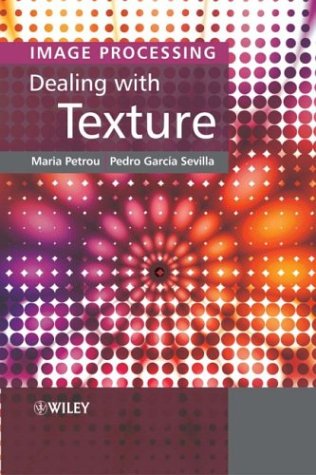 IMAGE PROCESSING
Dealing with
Texture
Maria Petrou Pedro García Sevilla
WILEY